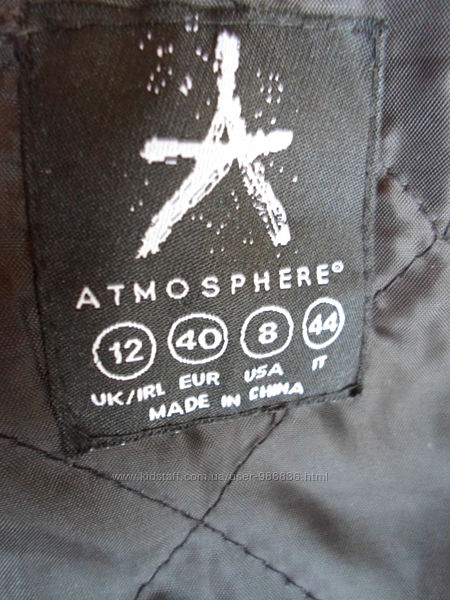 ATMOSPHERE®
12 40 8 44
UK/IRL EUR USA IT
MADE IN CHINA
www.kidstaff.com.ua/user-988836.html